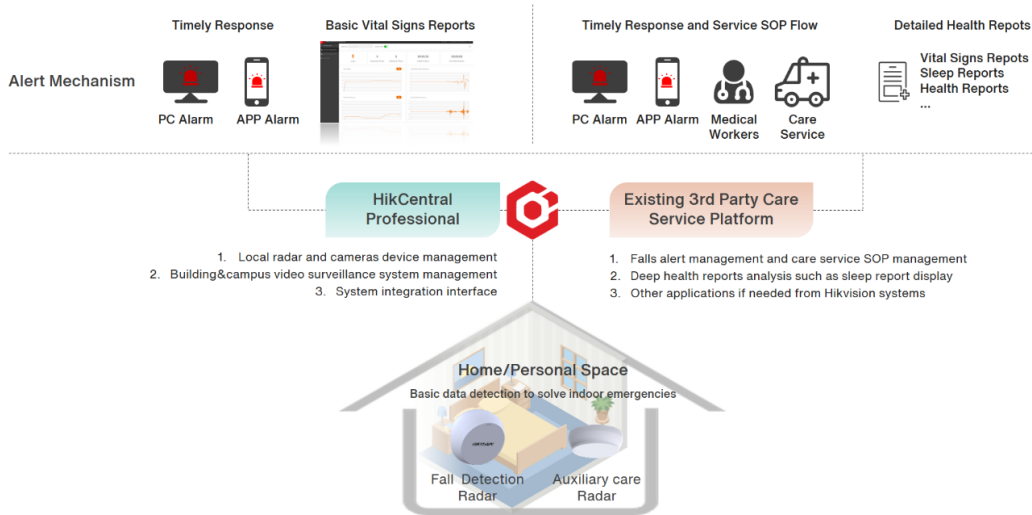 Timely Response
Basic Vital Signs Reports
Timely Response and Service SOP Flow
Detailed Health Repots
Alert Mechanism
PC Alarm
APP Alarm
PC Alarm
APP Alarm
Medical
Workers
Care
Service
Vital Signs Repots
Sleep Reports
Health Reports
...
HikCentral
Professional
Existing 3rd Party Care
Service Platform
1. Local radar and cameras device management
2. Building&campus video surveillance system management
3. System integration interface
1. Falls alert management and care service SOP management
2. Deep health reports analysis such as sleep report display
3. Other applications if needed from Hikvision systems
Home/Personal Space
Basic data detection to solve indoor emergencies
Fall Detection
Radar
Auxiliary care
Radar